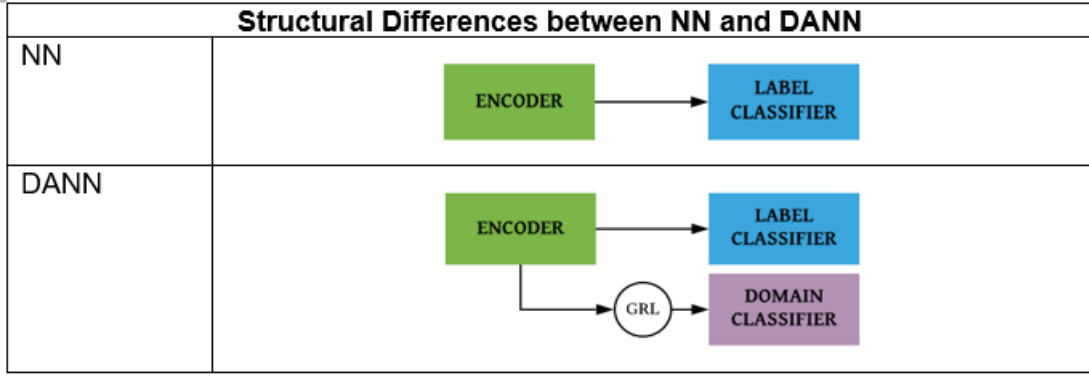 Structural Differences between NN and DANN
NN
ENCODER
LABEL
CLASSIFIER
DANN
ENCODER
LABEL
CLASSIFIER
GRL
DOMAIN
CLASSIFIER